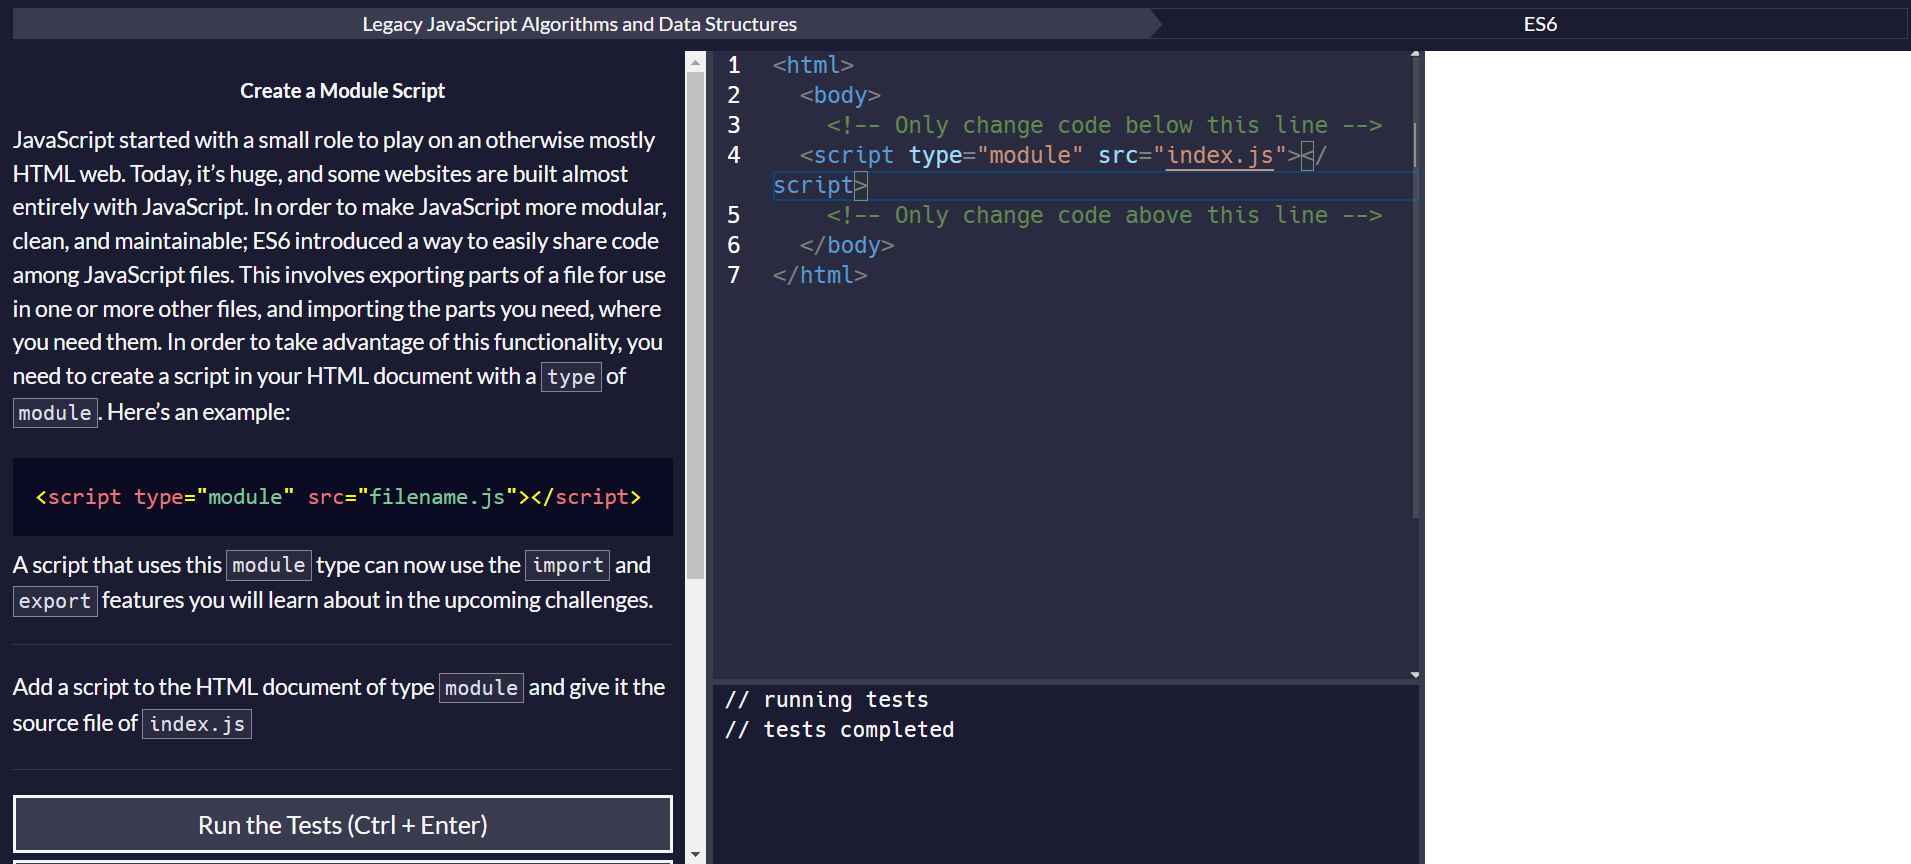 Legacy JavaScript Algorithms and Data Structures
ES6
Create a Module Script
JavaScript started with a small role to play on an otherwise mostly
HTML web. Today, it’s huge, and some websites are built almost
entirely with JavaScript. In order to make JavaScript more modular,
clean, and maintainable; ES6 introduced a way to easily share code
among JavaScript files. This involves exporting parts of a file for use
in one or more other files, and importing the parts you need, where
you need them. In order to take advantage of this functionality, you
need to create a script in your HTML document with a type of
module. Here’s an example:
<script type="module" src="filename.js"></script>
A script that uses this module type can now use the import and
export features you will learn about in the upcoming challenges.
Add a script to the HTML document of type module and give it the
source file of index.js
Run the Tests (Ctrl + Enter)
1 <html>
2 <body>
3 <!-- Only change code below this line -->
4 <script type="module" src="index.js"></
script>
5 <!-- Only change code above this line -->
6 </body>
7 </html>
// running tests
// tests completed